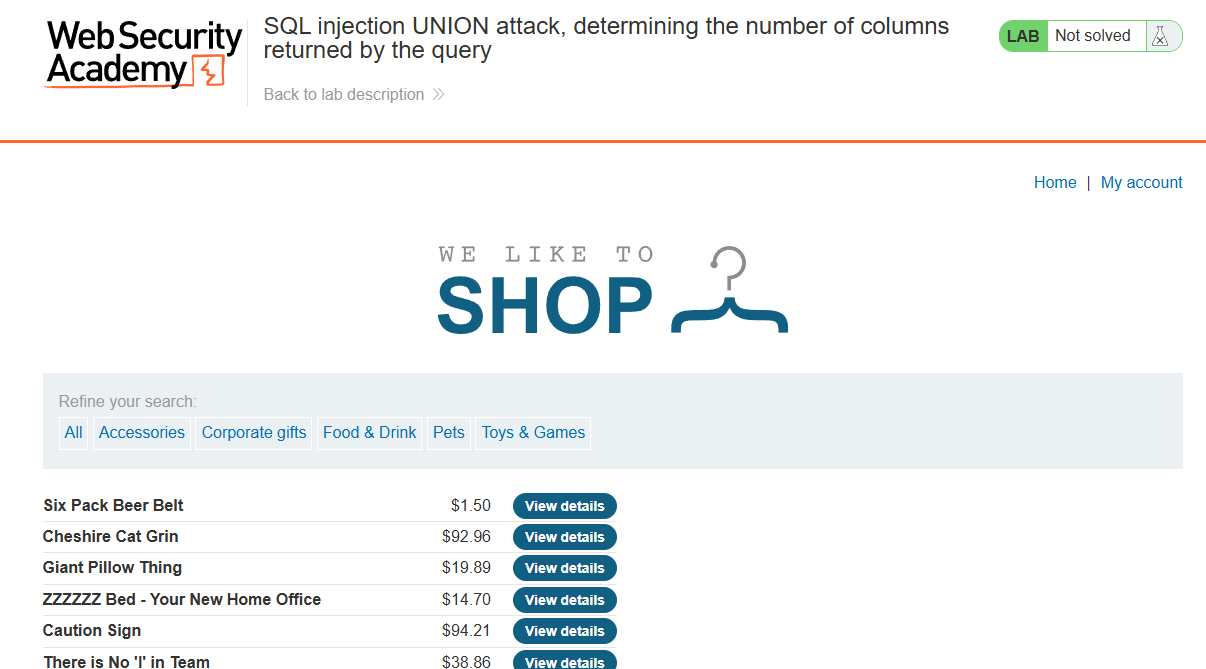 Web Security
Academy
SQL injection UNION attack, determining the number of columns
returned by the query
Back to lab description
LAB Not solved
Home | My account
WE LIKE TO
SHOP
Refine your search:
All Accessories Corporate gifts Food & Drink Pets Toys & Games
Six Pack Beer Belt $1.50 View details
Cheshire Cat Grin $92.96 View details
Giant Pillow Thing $19.89 View details
ZZZZZZ Bed - Your New Home Office $14.70 View details
Caution Sign $94.21 View details
There is No 'I' in Team $38.86 View details